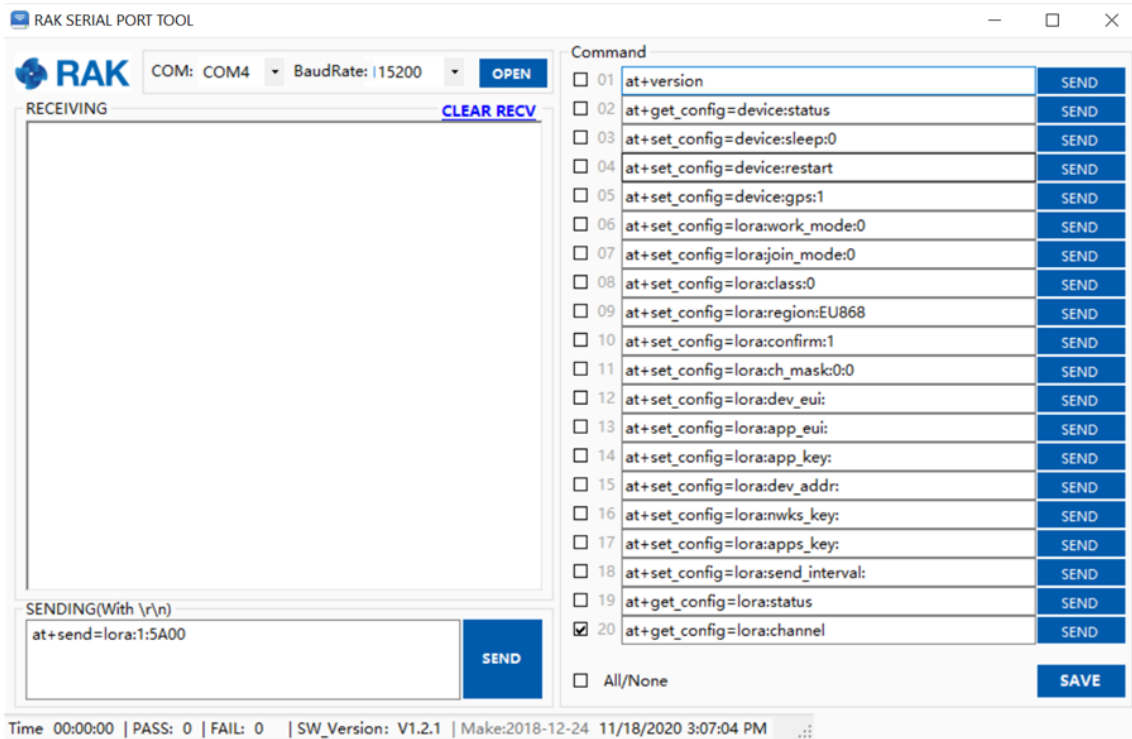 RAK SERIAL PORT TOOL
RAK COM: COM4 BaudRate: 115200 OPEN
RECEIVING CLEAR RECV
SENDING(With \r\n)
at+send=lora:1:5A00
SEND
Command
01 at+version SEND
02 at+get_config=device:status SEND
03 at+set_config=device:sleep:0 SEND
04 at+set_config=device:restart SEND
05 at+set_config=device:gps:1 SEND
06 at+set_config=lora:work_mode:0 SEND
07 at+set_config=lora:join_mode:0 SEND
08 at+set_config=lora:class:0 SEND
09 at+set_config=lora:region:EU868 SEND
10 at+set_config=lora:confirm:1 SEND
11 at+set_config=lora:ch_mask:0:0 SEND
12 at+set_config=lora:dev_eui: SEND
13 at+set_config=lora:app_eui: SEND
14 at+set_config=lora:app_key: SEND
15 at+set_config=lora:dev_addr: SEND
16 at+set_config=lora:nwks_key: SEND
17 at+set_config=lora:apps_key: SEND
18 at+set_config=lora:send_interval: SEND
19 at+get_config=lora:status SEND
20 at+get_config=lora:channel SEND
All/None SAVE
Time 00:00:00 | PASS: 0 | FAIL: 0 | SW_Version: V1.2.1 | Make:2018-12-24 11/18/2020 3:07:04 PM